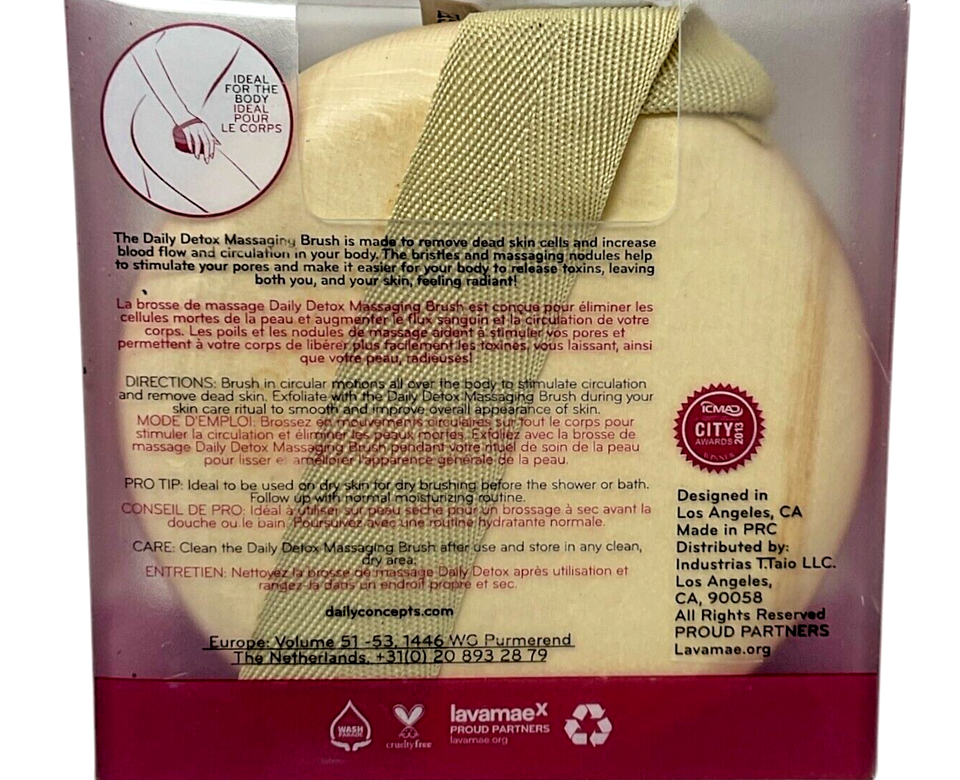 IDEAL
FOR THE
BODY
IDEAL
POUR
LE CORPS
The Daily Detox Massaging Brush is made to remove dead skin cells and increase
blood flow and circulation in your body. The bristles and massaging nodules help
to stimulate your pores and make it easier for your body to release toxins, leaving
both you, and your skin, feeling radiant!
La brosse de massage Daily Detox Massaging Brush est conçue pour éliminer les
cellules mortes de la peau et augmenter le flux sanguin et la circulation de votre
corps. Les poils et les nodules de massage aident à stimuler vos pores et
permettent à votre corps de libérer plus facilement les toxines, vous laissant, ainsi
que votre peau, radieuses!
DIRECTIONS: Brush in circular motions all over the body to stimulate circulation
and remove dead skin. Exfoliate with the Daily Detox Massaging Brush during your
skin care ritual to smooth and improve overall appearance of skin.
MODE D'EMPLOI: Brossez en mouvements circulaires sur tout le corps pour
stimuler la circulation et éliminer les peaux mortes. Exfoliez avec la brosse de
massage Daily Detox Massaging Brush pendant votre rituel de soin de la peau
pour lisser et améliorer l'apparence générale de la peau.
PRO TIP: Ideal to be used on dry skin for dry brushing before the shower or bath.
Follow up with normal moisturizing routine.
CONSEIL DE PRO: Idéal à utiliser sur peau sèche pour un brossage à sec avant la
douche ou le bain. Poursuivez avec une routine hydratante normale.
CARE: Clean the Daily Detox Massaging Brush after use and store in any clean,
dry area.
ENTRETIEN: Nettoyez la brosse de massage Daily Detox après utilisation et
rangez-la dans un endroit propre et sec.
dailyconcepts.com
Europe: Volume 51 -53, 1446 WG Purmerend
The Netherlands, +31(0) 20 893 28 79
ICMAD
CITY
AWARDS 2013
WINNER
Designed in
Los Angeles, CA
Made in PRC
Distributed by:
Industrias T.Taio LLC.
Los Angeles,
CA, 90058
All Rights Reserved
PROUD PARTNERS
Lavamae.org
WASH
PARADE
crueltyfree
lavamaeX
PROUD PARTNERS
lavamae.org